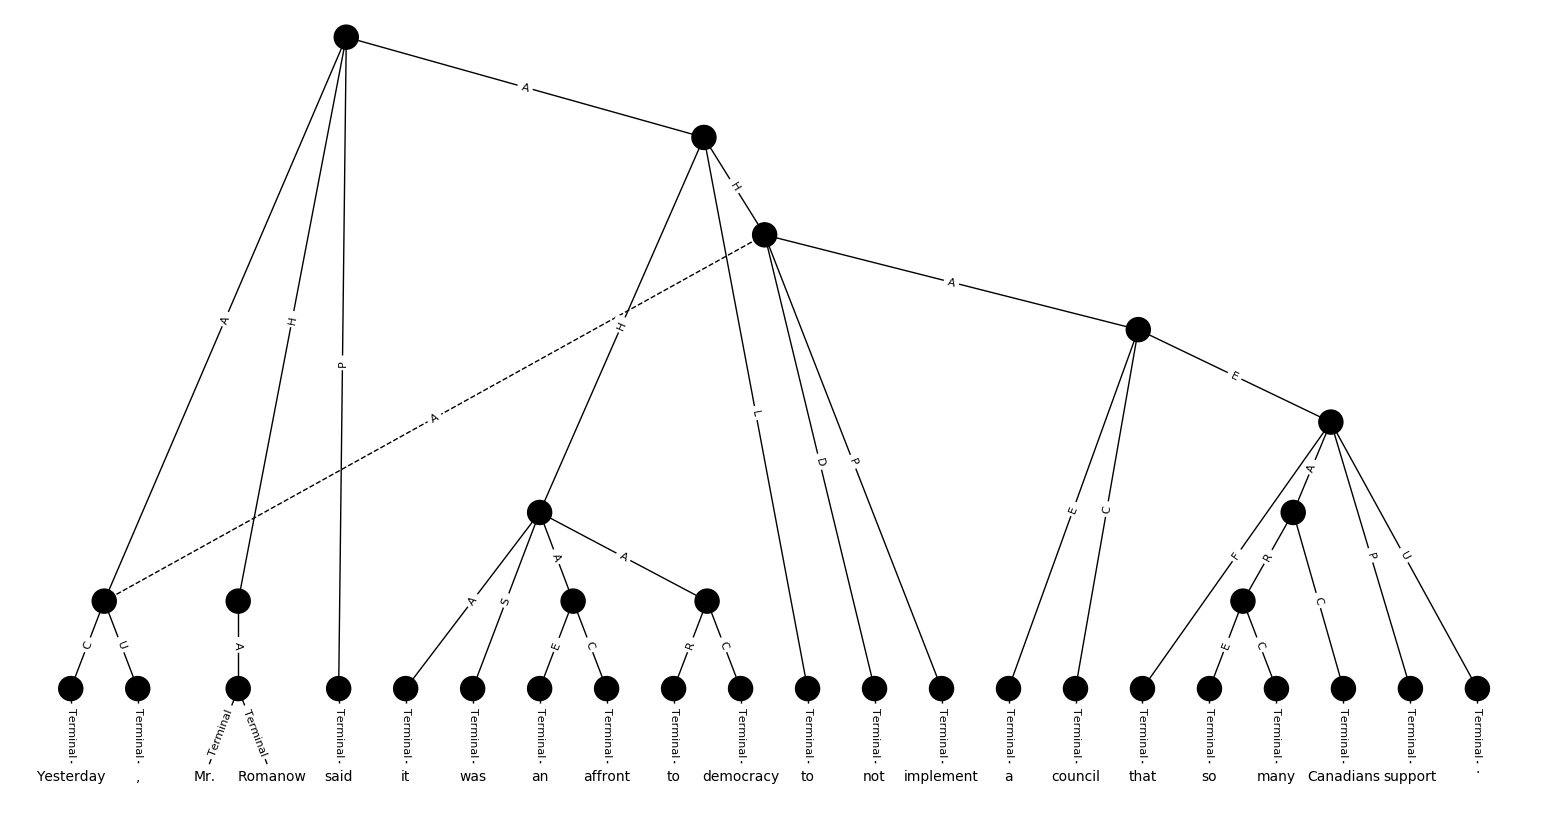 A
H
A
H
P
A
H
L
D
P
A
E
E
C
F
A
P
U
R
C
A
S
A
A
C
U
A
E
C
R
C
E
C
Terminal Terminal Terminal Terminal Terminal Terminal Terminal Terminal Terminal Terminal Terminal Terminal Terminal Terminal Terminal Terminal Terminal Terminal Terminal Terminal Terminal Terminal
Yesterday , Mr. Romanow said it was an affront to democracy to not implement a council that so many Canadians support .